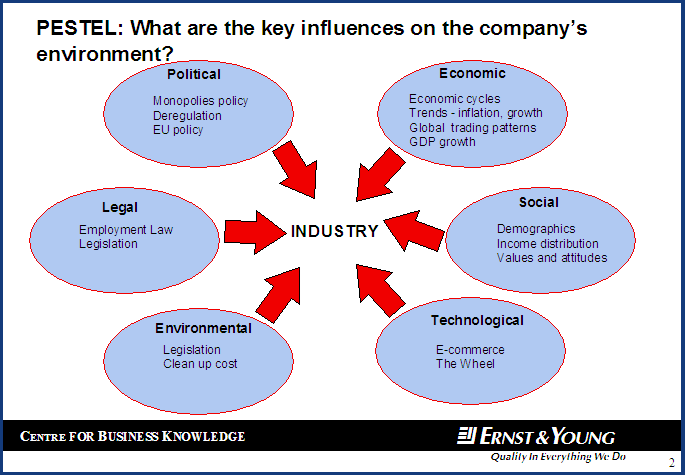 PESTEL: What are the key influences on the company's
environment?
Political
Monopolies policy
Deregulation
EU policy
Economic
Economic cycles
Trends - inflation, growth
Global trading patterns
GDP growth
Legal
Employment Law
Legislation
INDUSTRY
Social
Demographics
Income distribution
Values and attitudes
Environmental
Legislation
Clean up cost
Technological
E-commerce
The Wheel
CENTRE FOR BUSINESS KNOWLEDGE
ERNST & YOUNG
Quality In Everything We Do
2